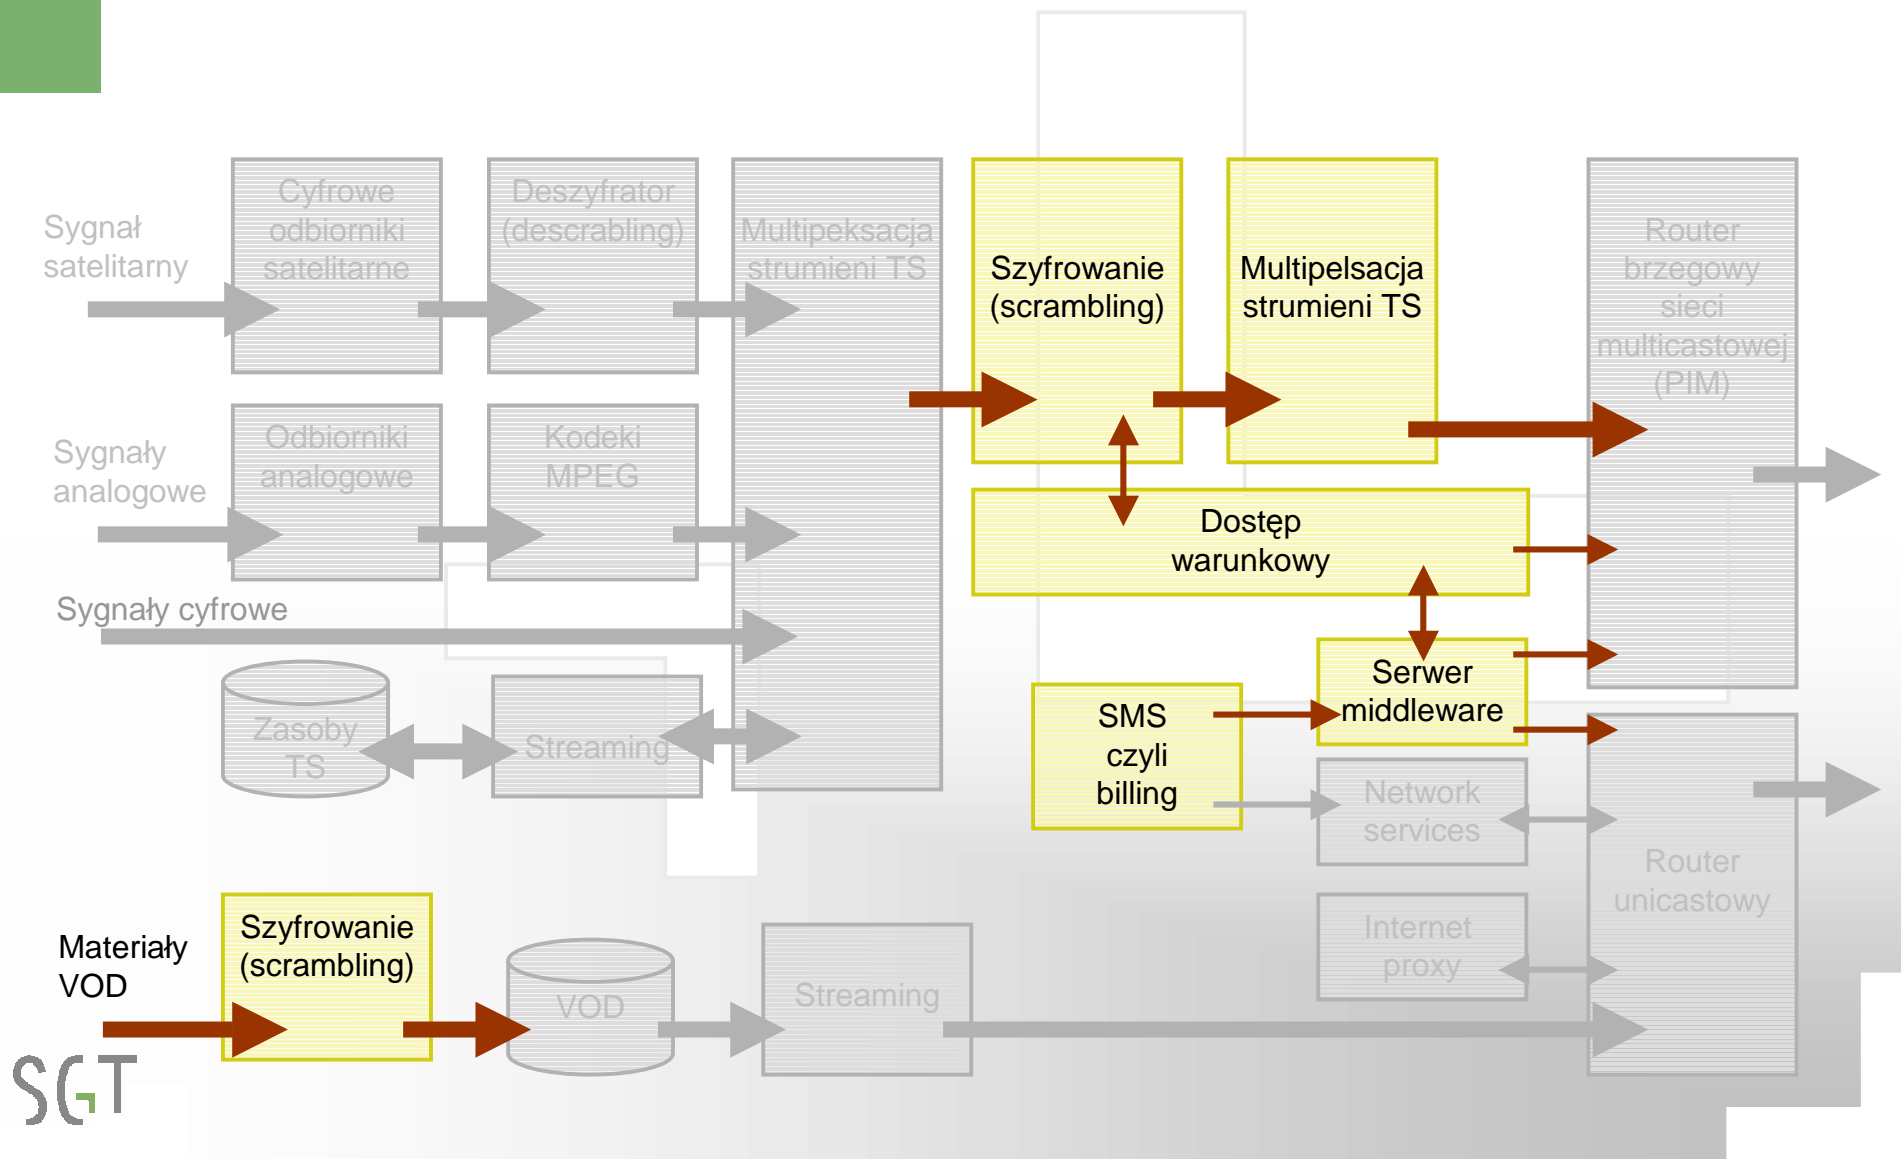 Sygnał
satelitarny
Cyfrowe
odbiorniki
satelitarne
Deszyfrator
(descrabling)
Multipeksacja
strumieni TS
Szyfrowanie
(scrambling)
Multipelsacja
strumieni TS
Router
brzegowy
sieci
multicastowej
(PIM)
Sygnały
analogowe
Odbiorniki
analogowe
Kodeki
MPEG
Dostęp
warunkowy
Sygnały cyfrowe
Zasoby
TS
Streaming
SMS
czyli
billing
Serwer
middleware
Network
services
Internet
proxy
Router
unicastowy
Materiały
VOD
Szyfrowanie
(scrambling)
VOD
Streaming
SGT